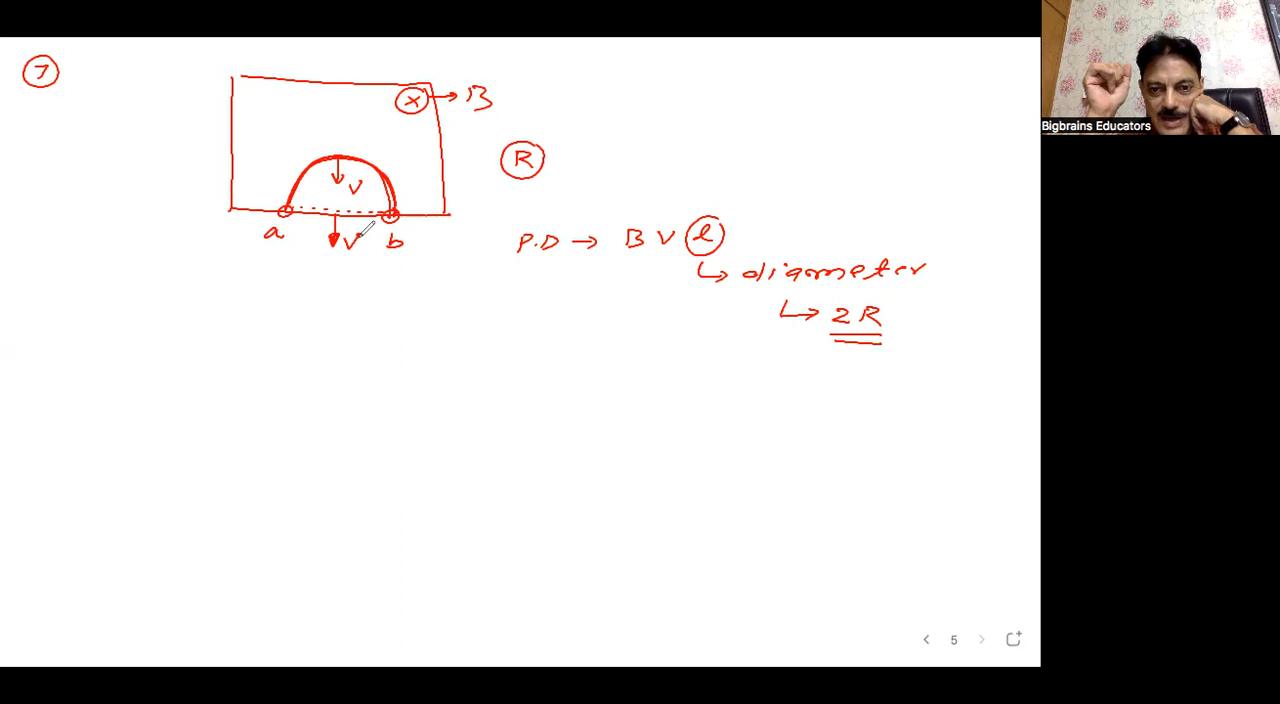 7
X → B
R
V
a V b
P.D → B V l
↳ diameter
↳ 2R
Bigbrains Educators
5